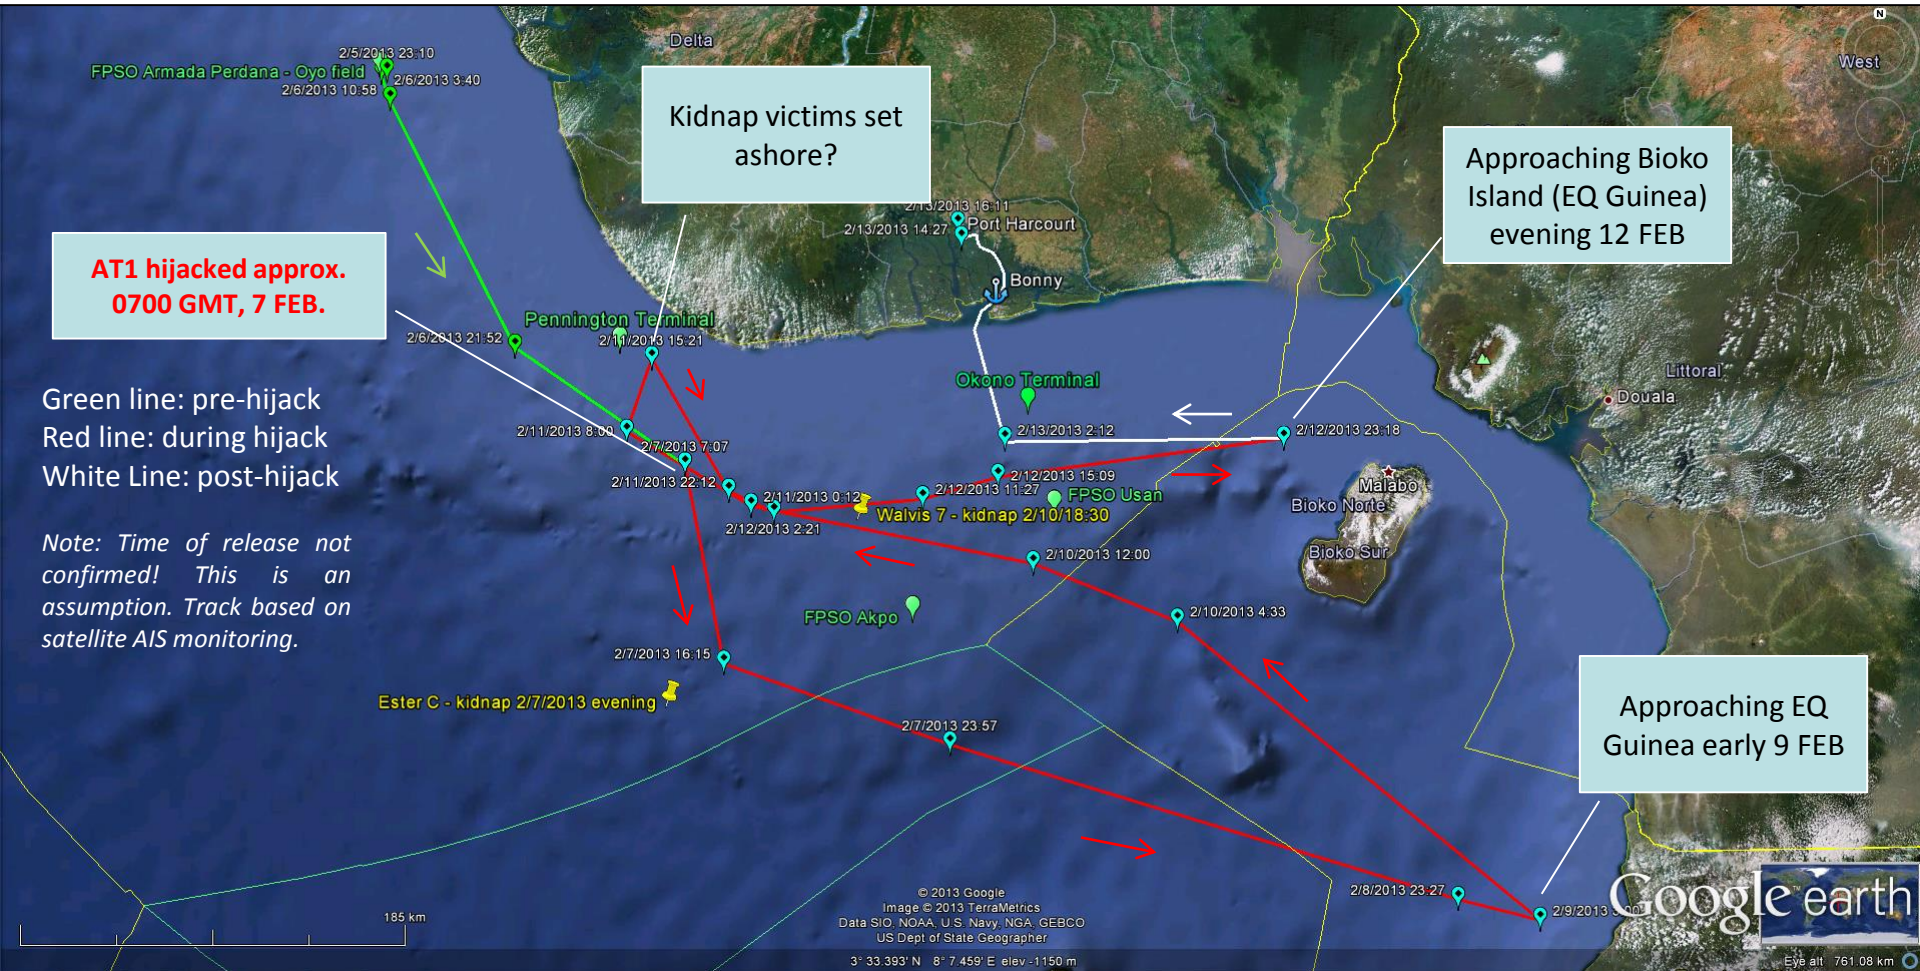 2/5/2013 23:10
Delta
FPSO Armada Perdana - Oyo field
2/6/2013 3:40
2/6/2013 10:58
N
West
Kidnap victims set
ashore?
Approaching Bioko
Island (EQ Guinea)
evening 12 FEB
2/13/2013 16:11
2/13/2013 14:27
Port Harcourt
Bonny
AT1 hijacked approx.
0700 GMT, 7 FEB.
Pennington Terminal
2/6/2013 21:52
2/11/2013 15:21
Okono Terminal
Littoral
Douala
Green line: pre-hijack
Red line: during hijack
White Line: post-hijack
2/11/2013 8:00
2/7/2013 7:07
2/13/2013 2:12
2/12/2013 23:18
2/11/2013 22:12
2/11/2013 0:12
2/12/2013 15:09
2/12/2013 11:27
FPSO Usan
Malabo
Bioko Norte
Walvis 7 - kidnap 2/10/18:30
2/12/2013 2:21
Note: Time of release not
confirmed! This is an
assumption. Track based on
satellite AIS monitoring.
2/10/2013 12:00
Bioko Sur
FPSO Akpo
2/10/2013 4:33
2/7/2013 16:15
Ester C - kidnap 2/7/2013 evening
2/7/2013 23:57
Approaching EQ
Guinea early 9 FEB
2/8/2013 23:27
2/9/2013
Google earth
185 km
© 2013 Google
Image © 2013 TerraMetrics
Data SIO, NOAA, U.S. Navy, NGA, GEBCO
US Dept of State Geographer
3° 33.393' N 8° 7.459' E elev -1150 m
Eye alt 761.08 km